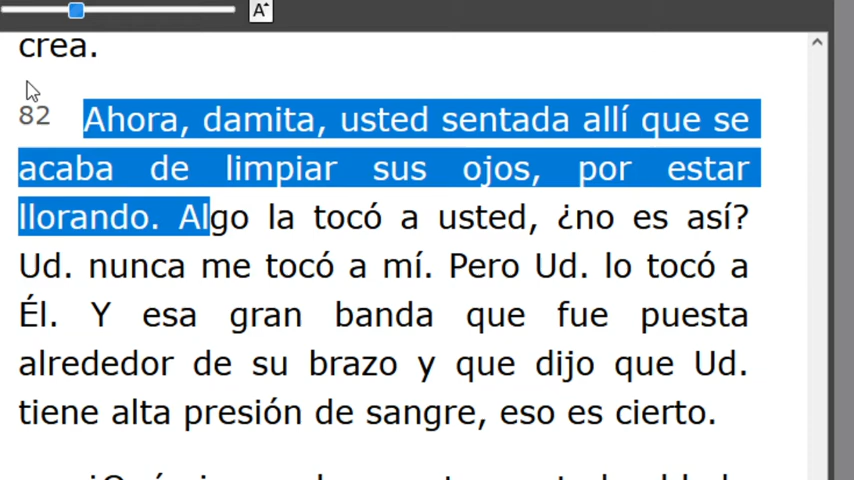 A
crea.
82 Ahora, damita, usted sentada allí que se
acaba de limpiar sus ojos, por estar
llorando. Algo la tocó a usted, ¿no es así?
Ud. nunca me tocó a mí. Pero Ud. lo tocó a
Él. Y esa gran banda que fue puesta
alrededor de su brazo y que dijo que Ud.
tiene alta presión de sangre, eso es cierto.